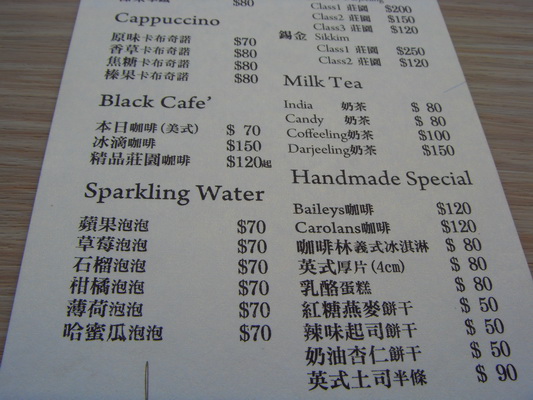 $80
Cappuccino
原味卡布奇諾 $70
香草卡布奇諾 $80
焦糖卡布奇諾 $80
榛果卡布奇諾 $80
Black Cafe'
本日咖啡(美式) $ 70
冰滴咖啡 $150
精品莊園咖啡 $120起
Sparkling Water
蘋果泡泡 $70
草莓泡泡 $70
石榴泡泡 $70
柑橘泡泡 $70
薄荷泡泡 $70
哈蜜瓜泡泡 $70
Class1 莊園 $200
Class2 莊園 $150
Class3 莊園 $120
錫金 Sikkim
Class1 莊園 $250
Class2 莊園 $120
Milk Tea
India 奶茶 $ 80
Candy 奶茶 $ 80
Coffeeling奶茶 $100
Darjeeling奶茶 $150
Handmade Special
Baileys咖啡 $120
Carolans咖啡 $120
咖啡林義式冰淇淋 $ 80
英式厚片(4cm) $ 80
乳酪蛋糕 $ 80
紅糖燕麥餅干 $ 50
辣味起司餅干 $ 50
奶油杏仁餅干 $ 50
英式土司半條 $ 90